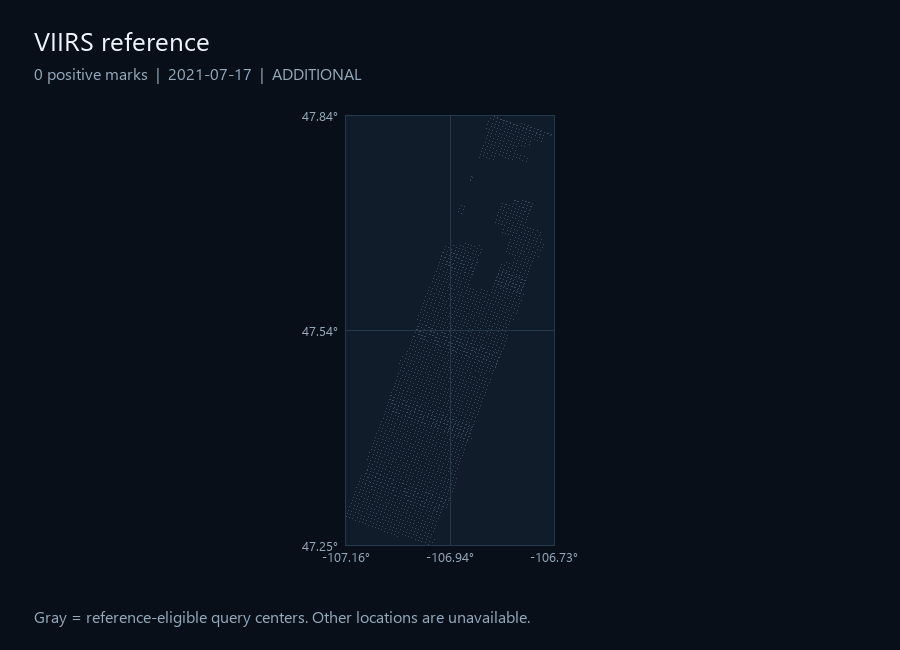 VIIRS reference
0 positive marks | 2021-07-17 | ADDITIONAL
47.84°
47.54°
47.25°
-107.16° -106.94° -106.73°
Gray = reference-eligible query centers. Other locations are unavailable.